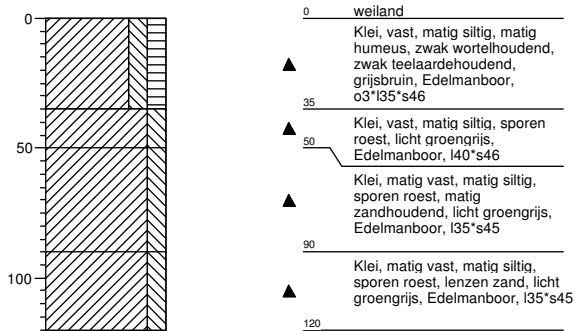 0
50
100
0 weiland
Klei, vast, matig siltig, matig
humeus, zwak wortelhoudend,
zwak teelaardehoudend,
grijsbruin, Edelmanboor,
o3*l35*s46
35
Klei, vast, matig siltig, sporen
roest, licht groengrijs,
Edelmanboor, l40*s46
50
Klei, matig vast, matig siltig,
sporen roest, matig
zandhoudend, licht groengrijs,
Edelmanboor, l35*s45
90
Klei, matig vast, matig siltig,
sporen roest, lenzen zand, licht
groengrijs, Edelmanboor, l35*s45
120